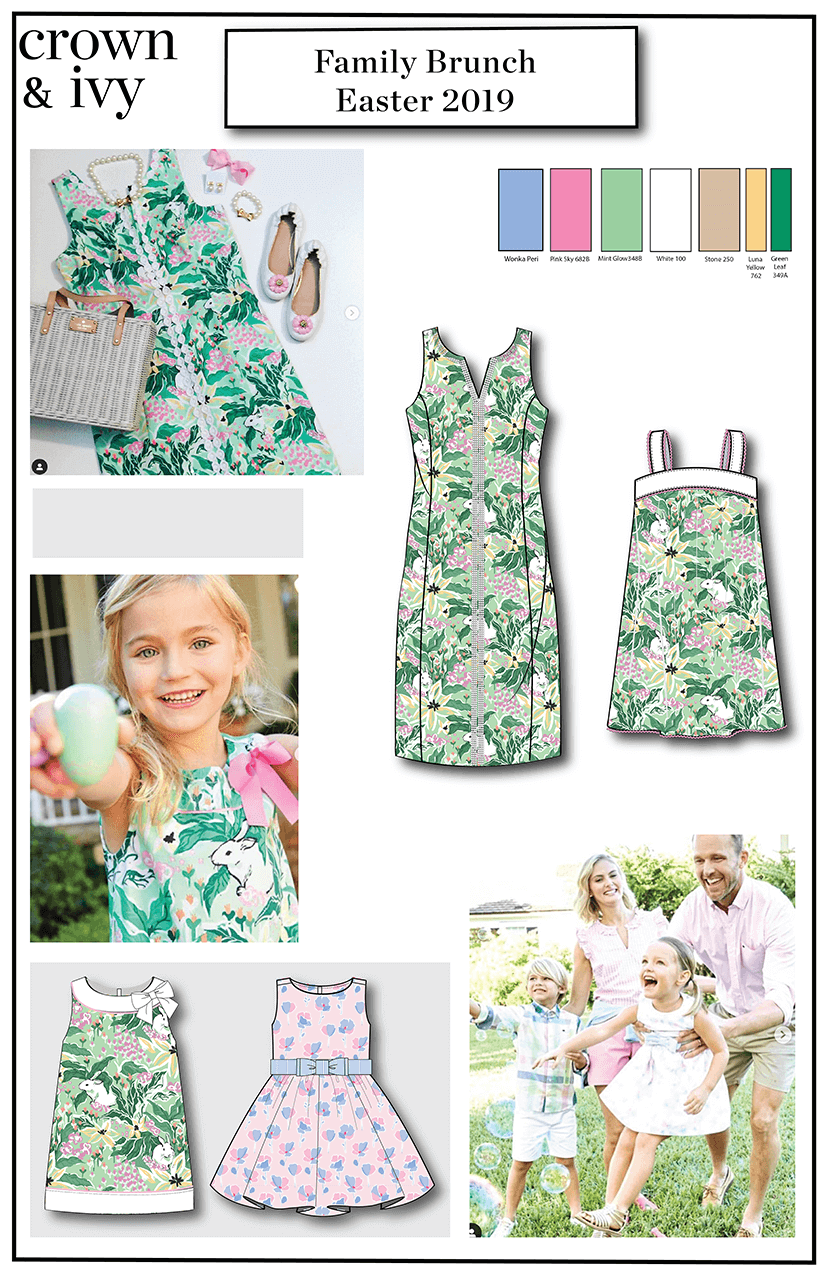 crown
& ivy
Family Brunch
Easter 2019
Wonka Peri
Pink Sky 682B
Mint Glow348B
White 100
Stone 250
Luna
Yellow
762
Green
Leaf
349A